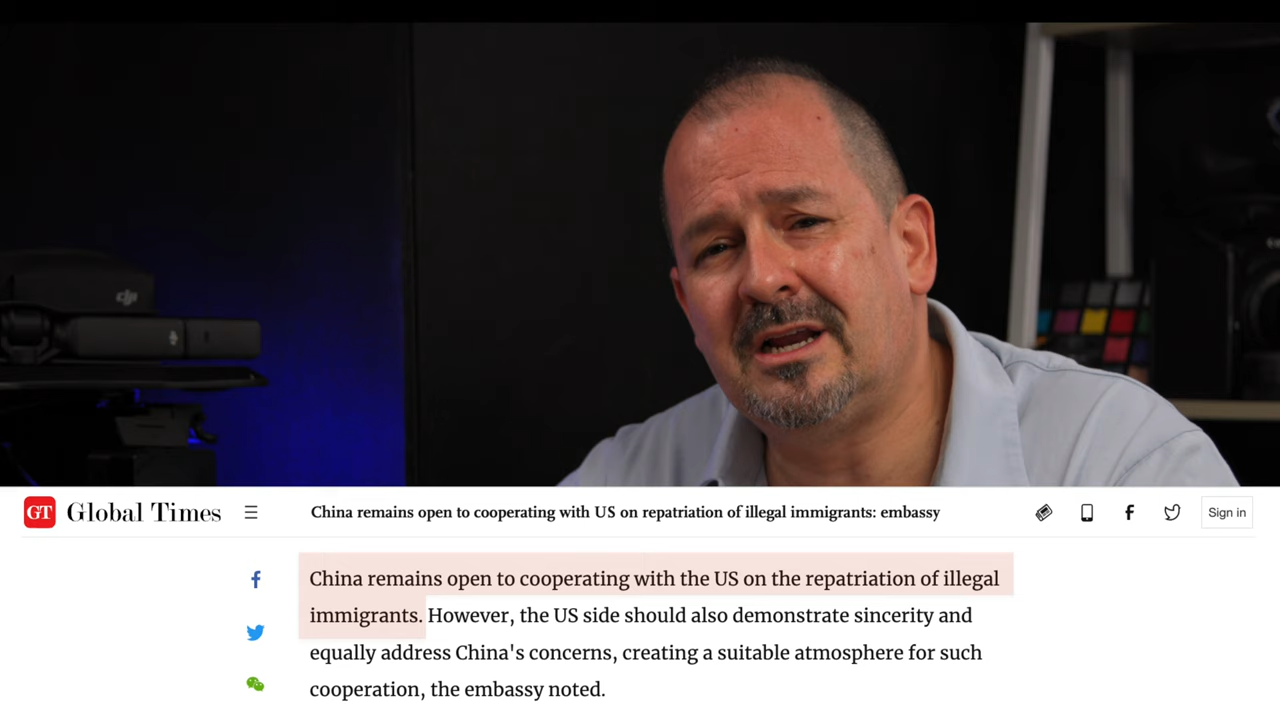 dji
GT Global Times
China remains open to cooperating with US on repatriation of illegal immigrants: embassy
Sign in
China remains open to cooperating with the US on the repatriation of illegal
immigrants. However, the US side should also demonstrate sincerity and
equally address China's concerns, creating a suitable atmosphere for such
cooperation, the embassy noted.